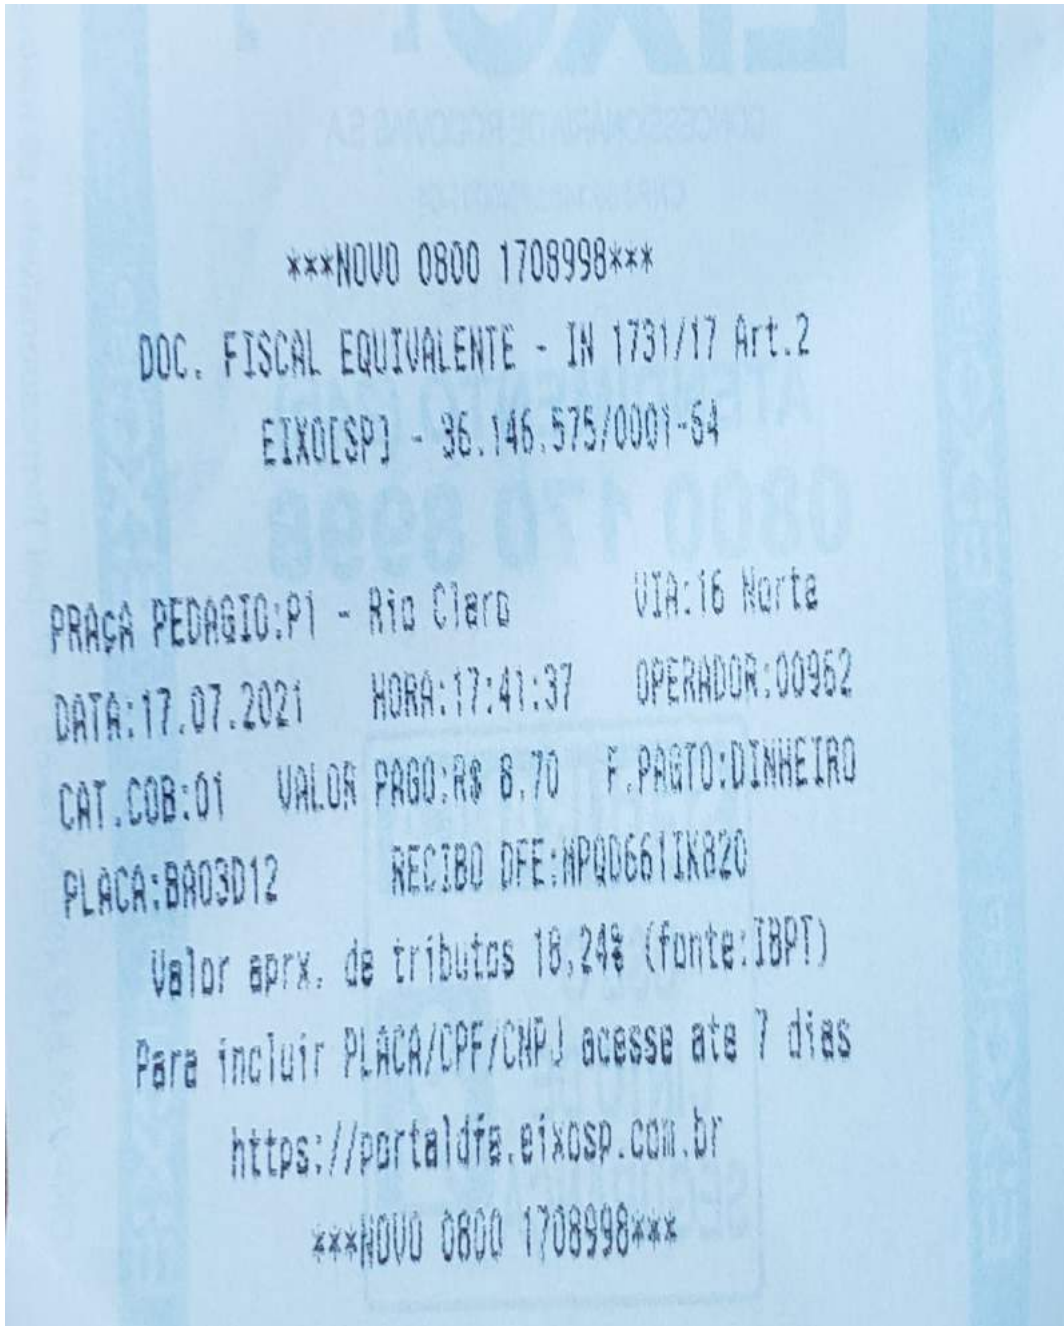 ***NOVO 0800 1708998***
DOC. FISCAL EQUIVALENTE - IN 1731/17 Art.2
EIXO[SP] - 36.146.575/0001-64
PRAÇA PEDAGIO:P1 - Rio Claro VIA:16 Norte
DATA:17.07.2021 HORA:17:41:37 OPERADOR:00962
CAT.COB:01 VALOR PAGO:R$ 8.70 F.PAGTO:DINHEIRO
PLACA:BAO3D12 RECIBO DFE:NPQD661IK820
Valor aprx. de tributos 18,24% (fonte:IBPT)
Para incluir PLACA/CPF/CNPJ acesse ate 7 dias
https://portaldfe.eixosp.com.br
***NOVO 0800 1708998***